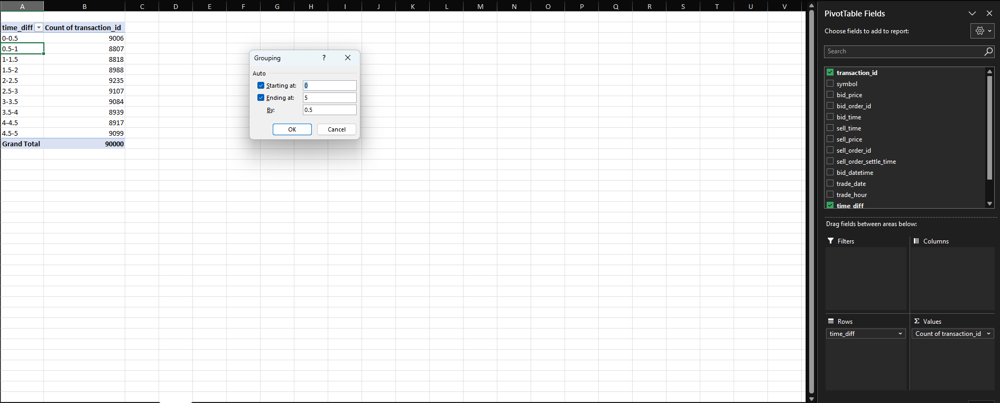 A B C D E F G H I J K L M N O P Q R S T U V
time_diff Count of transaction_id
0-0.5 9006
0.5-1 8807
1-1.5 8818
1.5-2 8988
2-2.5 9235
2.5-3 9107
3-3.5 9084
3.5-4 8939
4-4.5 8917
4.5-5 9099
Grand Total 90000
Grouping ?
Auto
Starting at: 0
Ending at: 5
By: 0.5
OK Cancel
PivotTable Fields
Choose fields to add to report:
Search
transaction_id
symbol
bid_price
bid_order_id
bid_time
sell_time
sell_price
sell_order_id
sell_order_settle_time
bid_datetime
trade_date
trade_hour
time_diff
Drag fields between areas below:
Filters
Columns
Rows
time_diff
Σ Values
Count of transaction_id